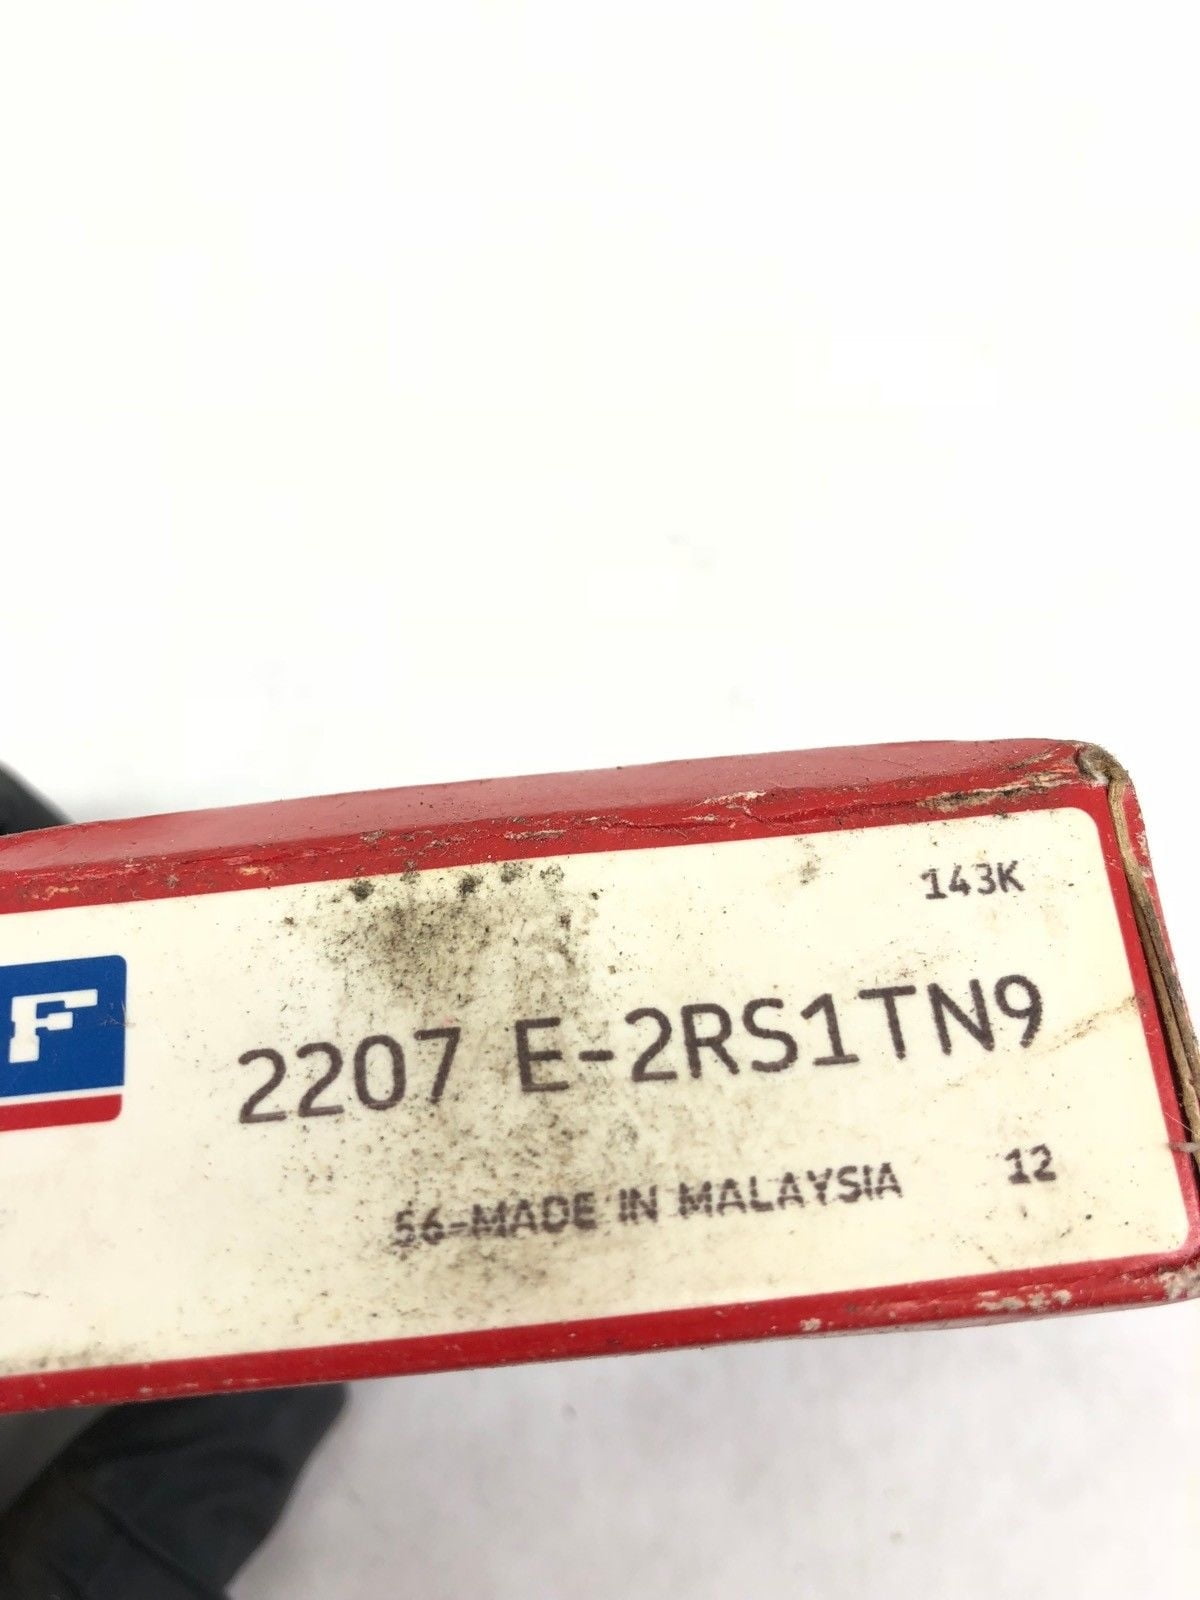 143K
F
2207 E-2RS1TN9
56-MADE IN MALAYSIA 12